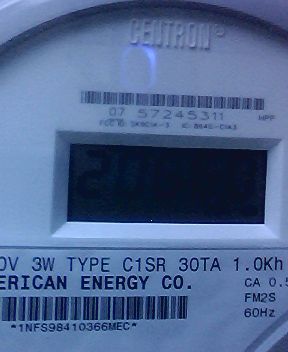 CENTRON
07 57245311
WPP
0V 3W TYPE C1SR 30TA 1.0Kh
ERICAN ENERGY CO.
CA 0.5
FM2S
60Hz
*1NFS98410366MEC*